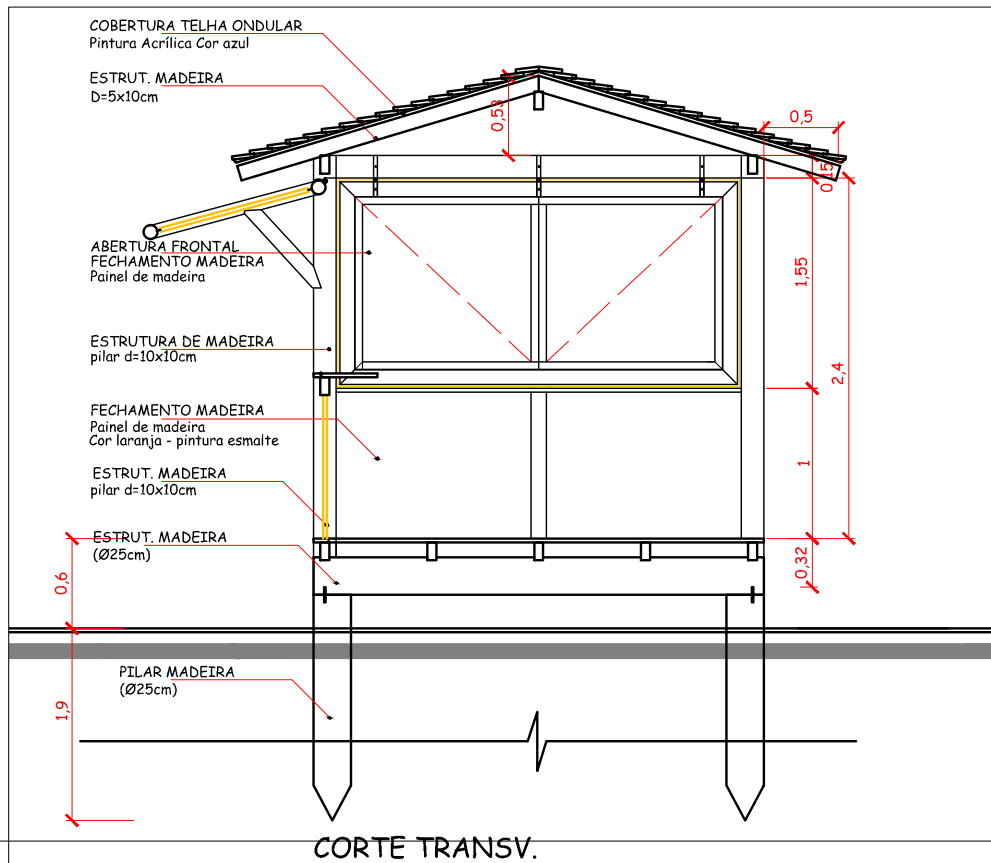 COBERTURA TELHA ONDULAR
Pintura Acrílica Cor azul
ESTRUT. MADEIRA
D=5x10cm
0,53
0,5
0,15
ABERTURA FRONTAL
FECHAMENTO MADEIRA
Painel de madeira
1,55
ESTRUTURA DE MADEIRA
pilar d=10x10cm
2,4
FECHAMENTO MADEIRA
Painel de madeira
Cor laranja - pintura esmalte
1
ESTRUT. MADEIRA
pilar d=10x10cm
ESTRUT. MADEIRA
(Ø25cm)
0,32
0,6
PILAR MADEIRA
(Ø25cm)
1,9
CORTE TRANSV.